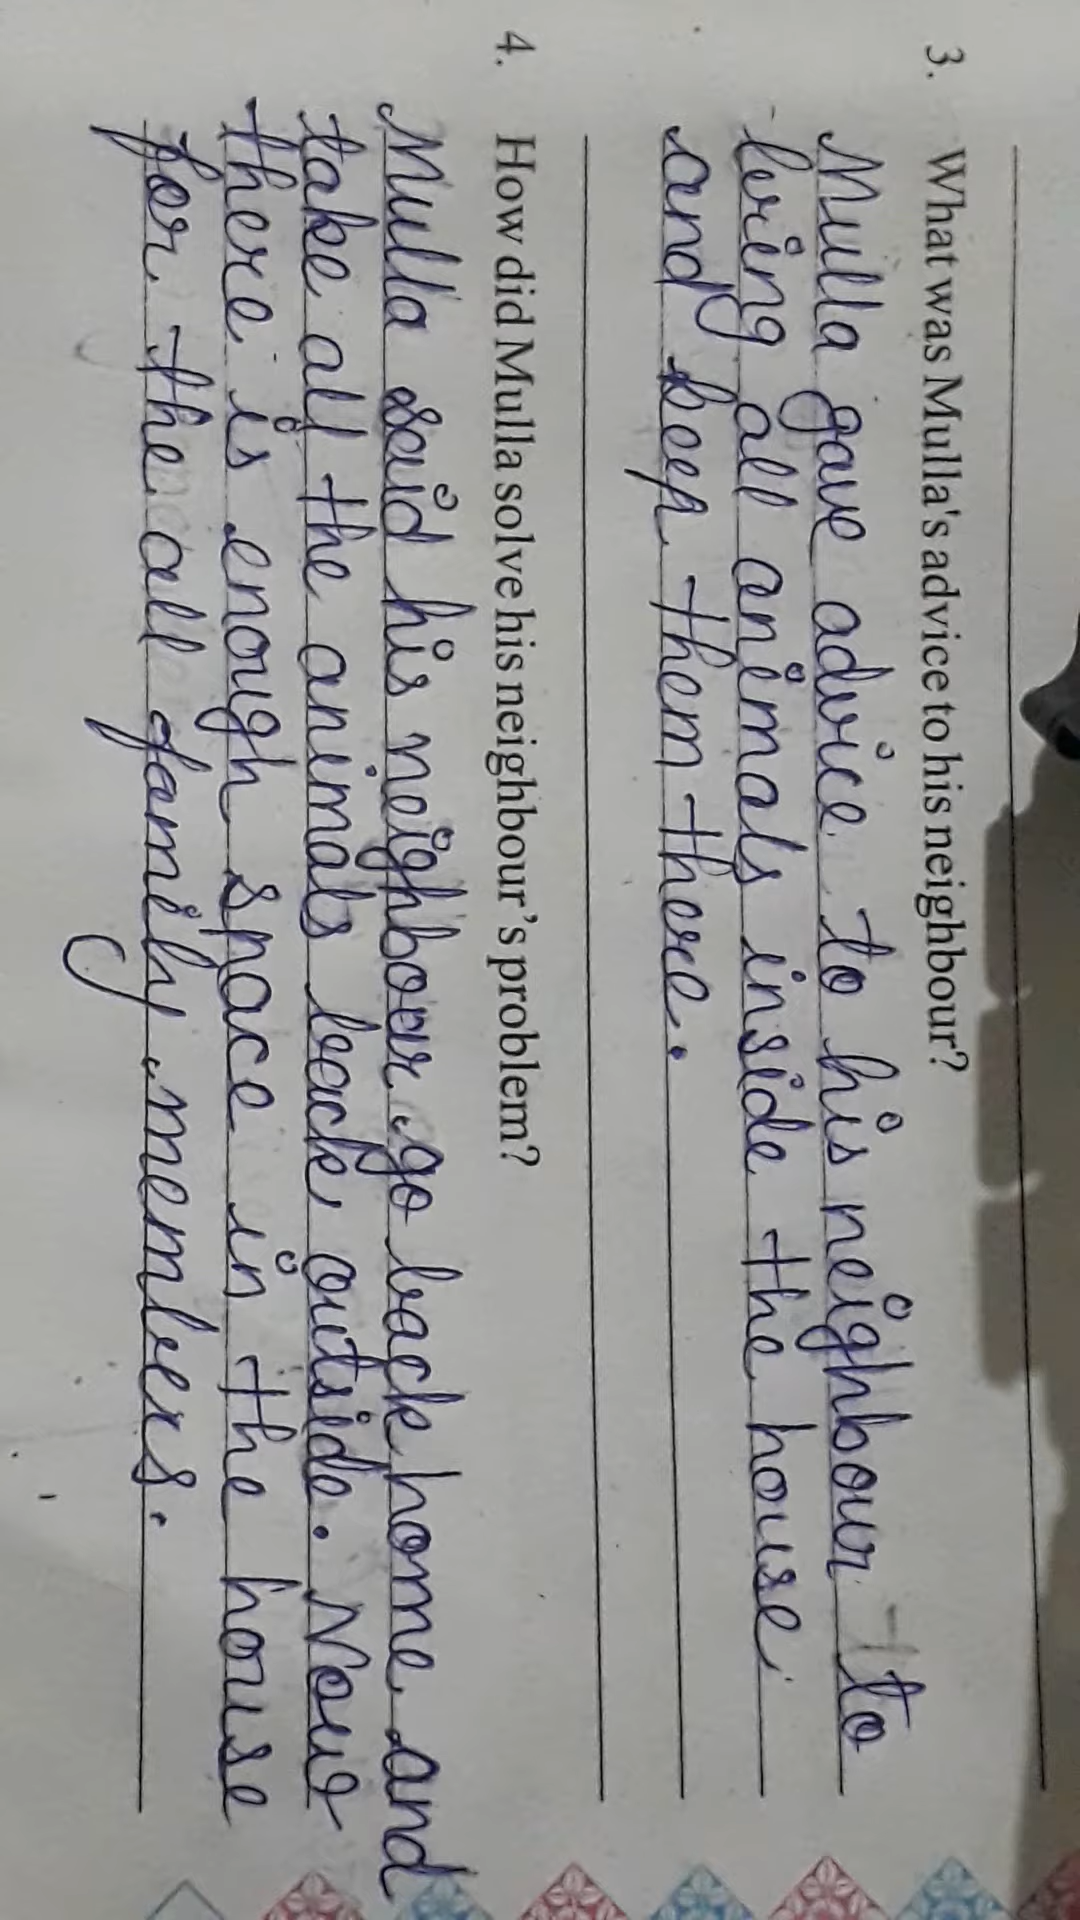 3. What was Mulla's advice to his neighbour?
Mulla gave advice to his neighbour to
bring all animals inside the house
and keep them there.
4. How did Mulla solve his neighbour's problem?
Mulla said his neighbour go back home and
take all the animals back outside. Now
there is enough space in the house
for the all family members.